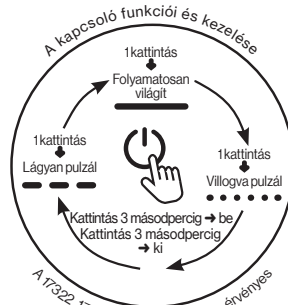 A kapcsoló funkciói és kezelése
1kattintás
Folyamatosan
világít
1kattintás
Lágyan pulzál
1kattintás
Villogva pulzál
Kattintás 3 másodpercig ➜ be
Kattintás 3 másodpercig
➜ ki
A 17322
érvényes